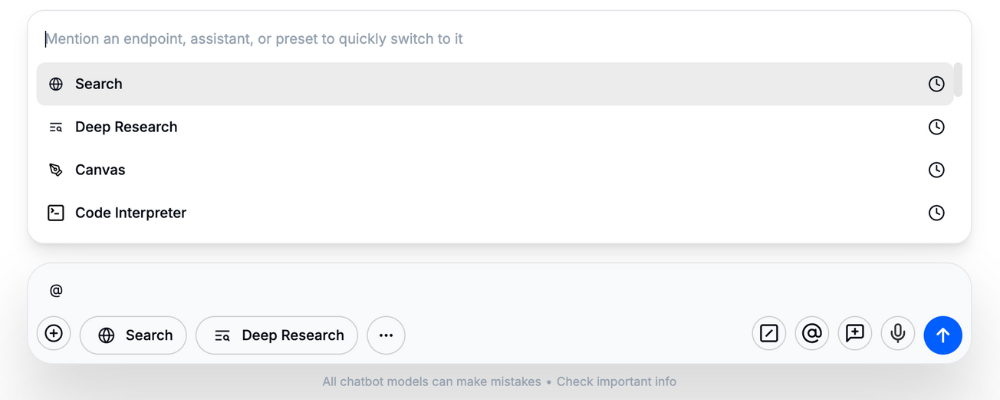 Mention an endpoint, assistant, or preset to quickly switch to it
Search
Deep Research
Canvas
Code Interpreter
@
Search Deep Research
All chatbot models can make mistakes • Check important info